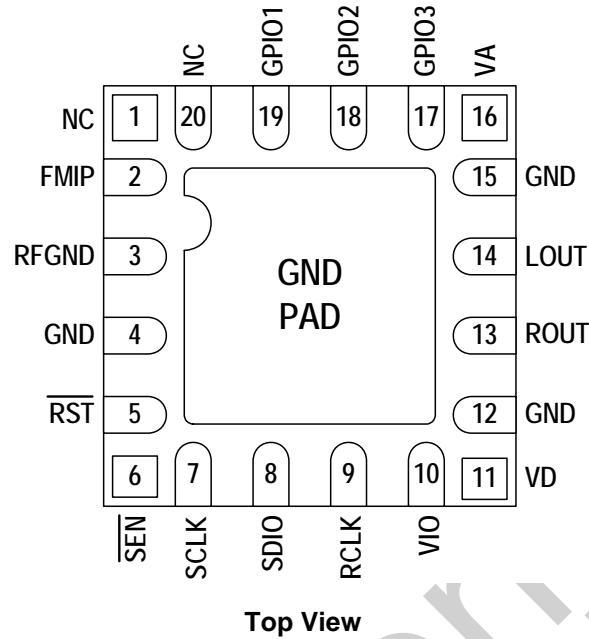 NC
GPIO1
GPIO2
GPIO3
VA
NC
1
20
19
18
17
16
FMIP
2
15
GND
RFGND
3
14
LOUT
GND
PAD
GND
4
13
ROUT
RST
5
12
GND
6
7
8
9
10
11
VD
SEN
SCLK
SDIO
RCLK
VIO
Top View